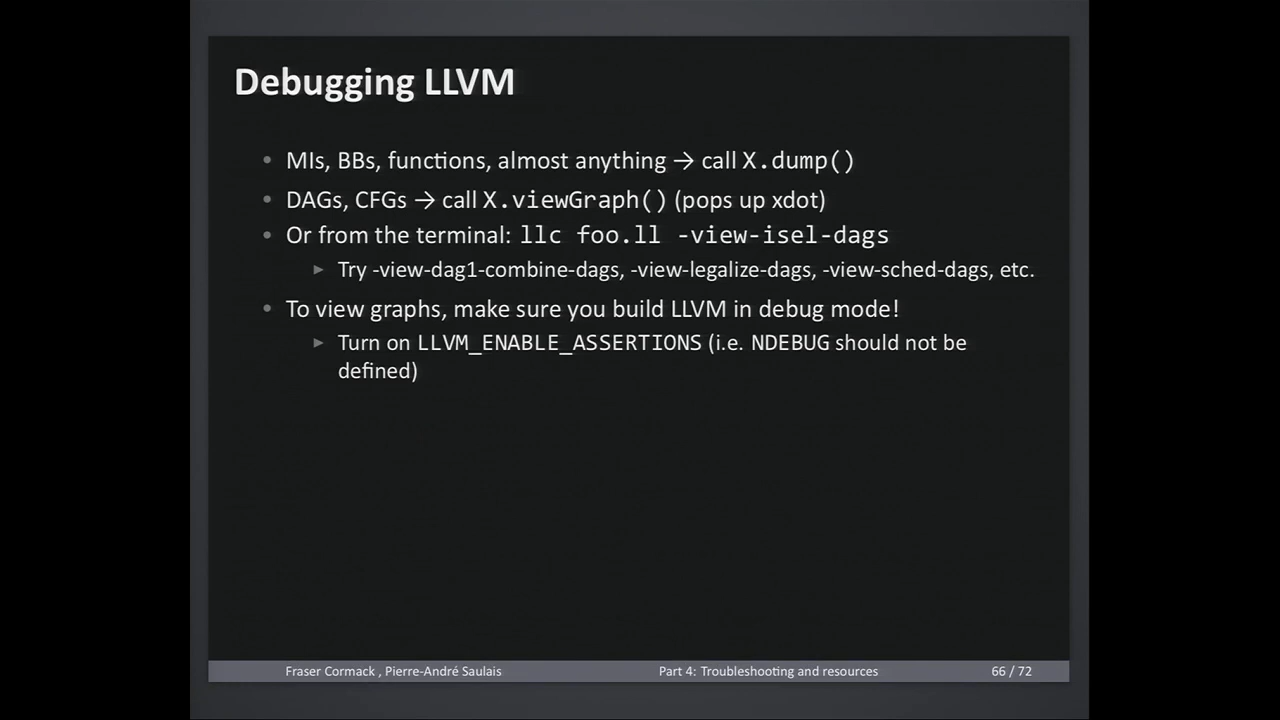 Debugging LLVM
• MIs, BBs, functions, almost anything → call X.dump()
• DAGs, CFGs → call X.viewGraph() (pops up xdot)
• Or from the terminal: llc foo.ll -view-isel-dags
▶ Try -view-dag1-combine-dags, -view-legalize-dags, -view-sched-dags, etc.
• To view graphs, make sure you build LLVM in debug mode!
▶ Turn on LLVM_ENABLE_ASSERTIONS (i.e. NDEBUG should not be
defined)
Fraser Cormack , Pierre-André Saulais Part 4: Troubleshooting and resources 66 / 72